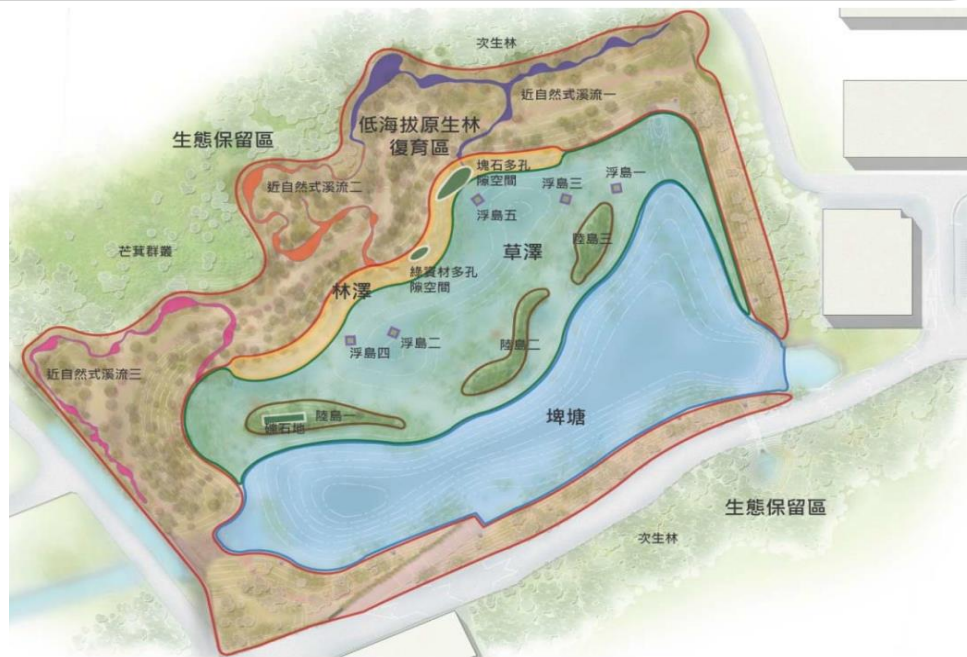 次生林
近自然式溪流一
生態保留區
低海拔原生林
復育區
塊石多孔
隙空間
浮島一
浮島三
近自然式溪流二
浮島五
陸島三
草澤
芒萁群叢
綠資材多孔
隙空間
林澤
浮島二
浮島四
陸島二
近自然式溪流三
陸島一
礫石地
埤塘
生態保留區
次生林